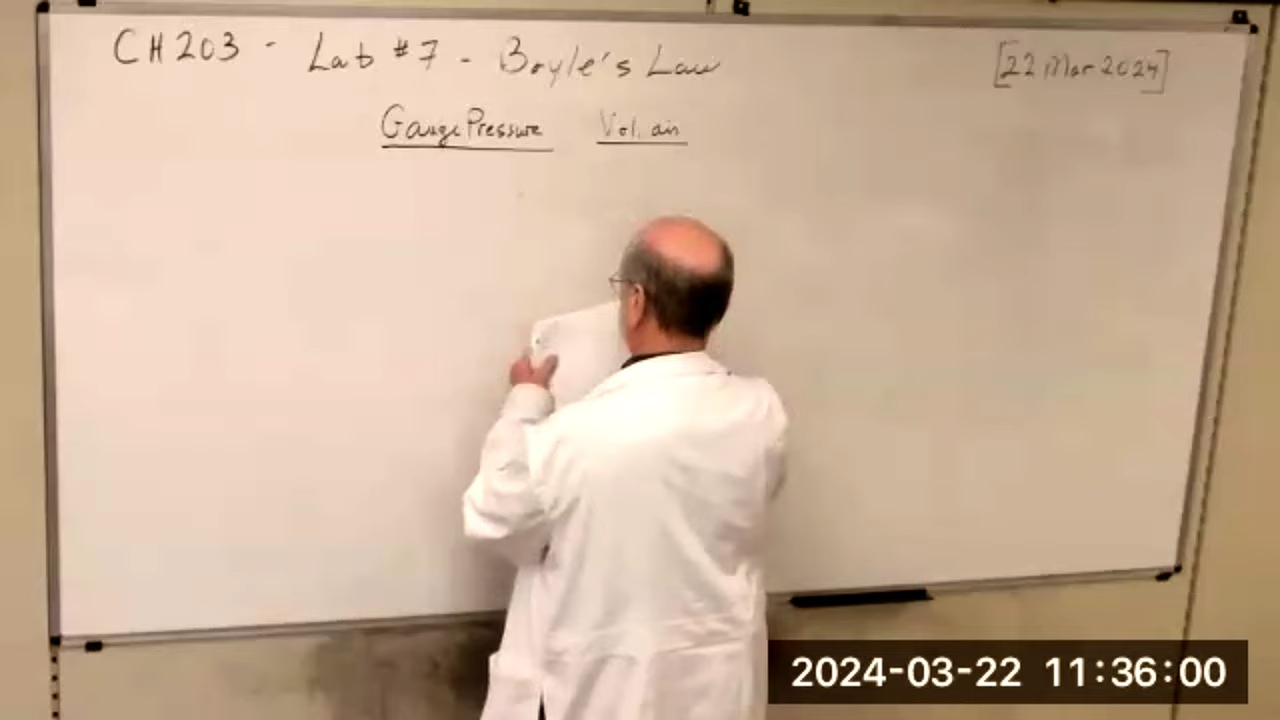 CH203 - Lab #7 - Boyle's Law [22 Mar 2024]
Gauge Pressure Vol. air
2024-03-22 11:36:00